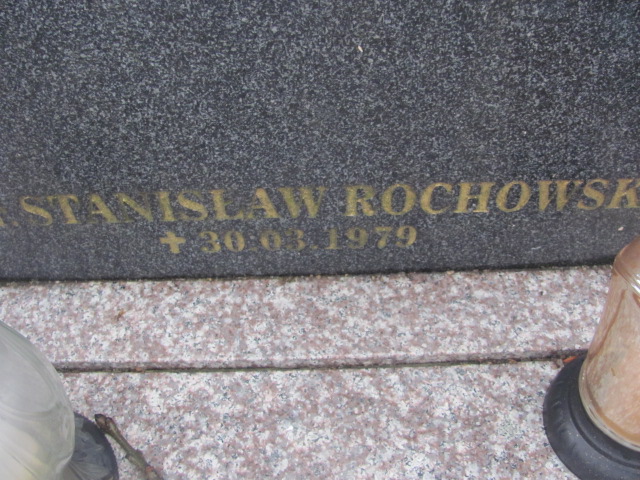 STANISŁAW ROCHOWSK
+ 30.03.1979